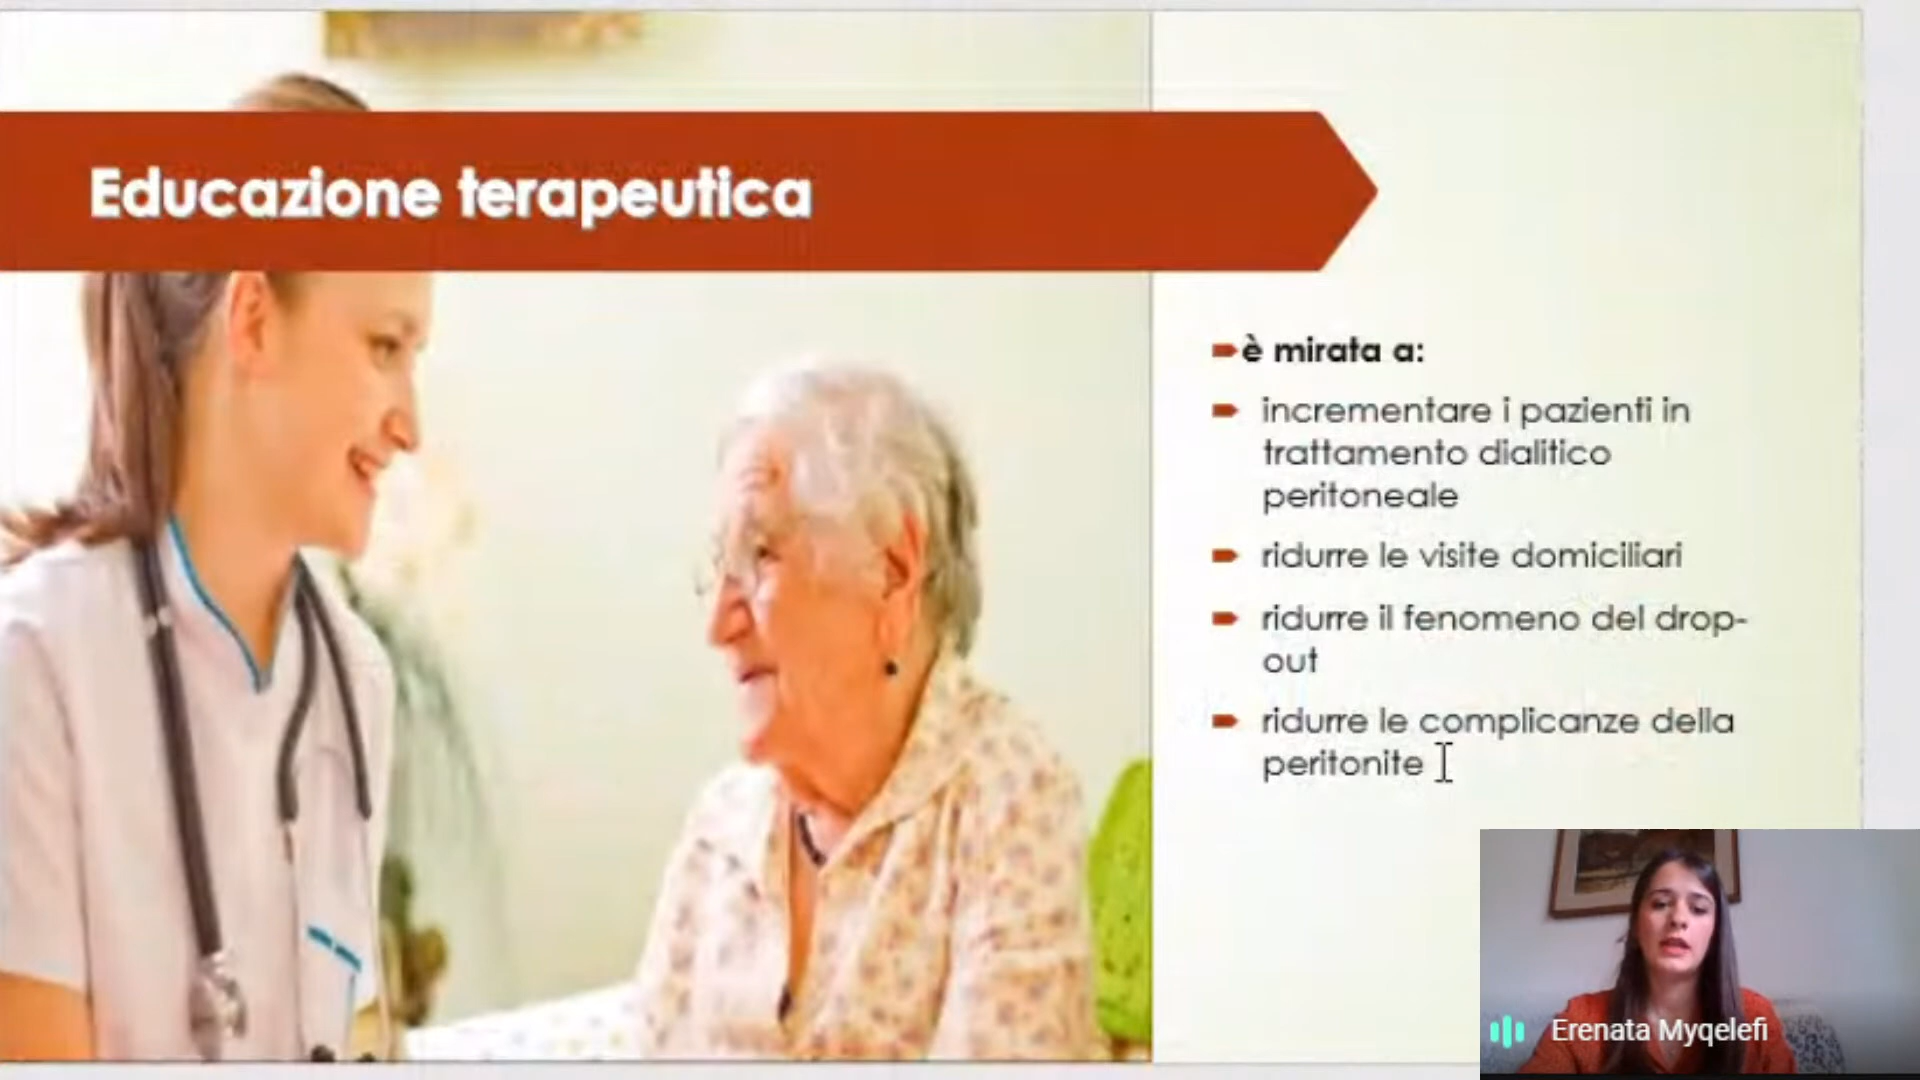 Educazione terapeutica
è mirata a:
incrementare i pazienti in
trattamento dialitico
peritoneale
ridurre le visite domiciliari
ridurre il fenomeno del drop-
out
ridurre le complicanze della
peritonite
Erenata Myqelefi